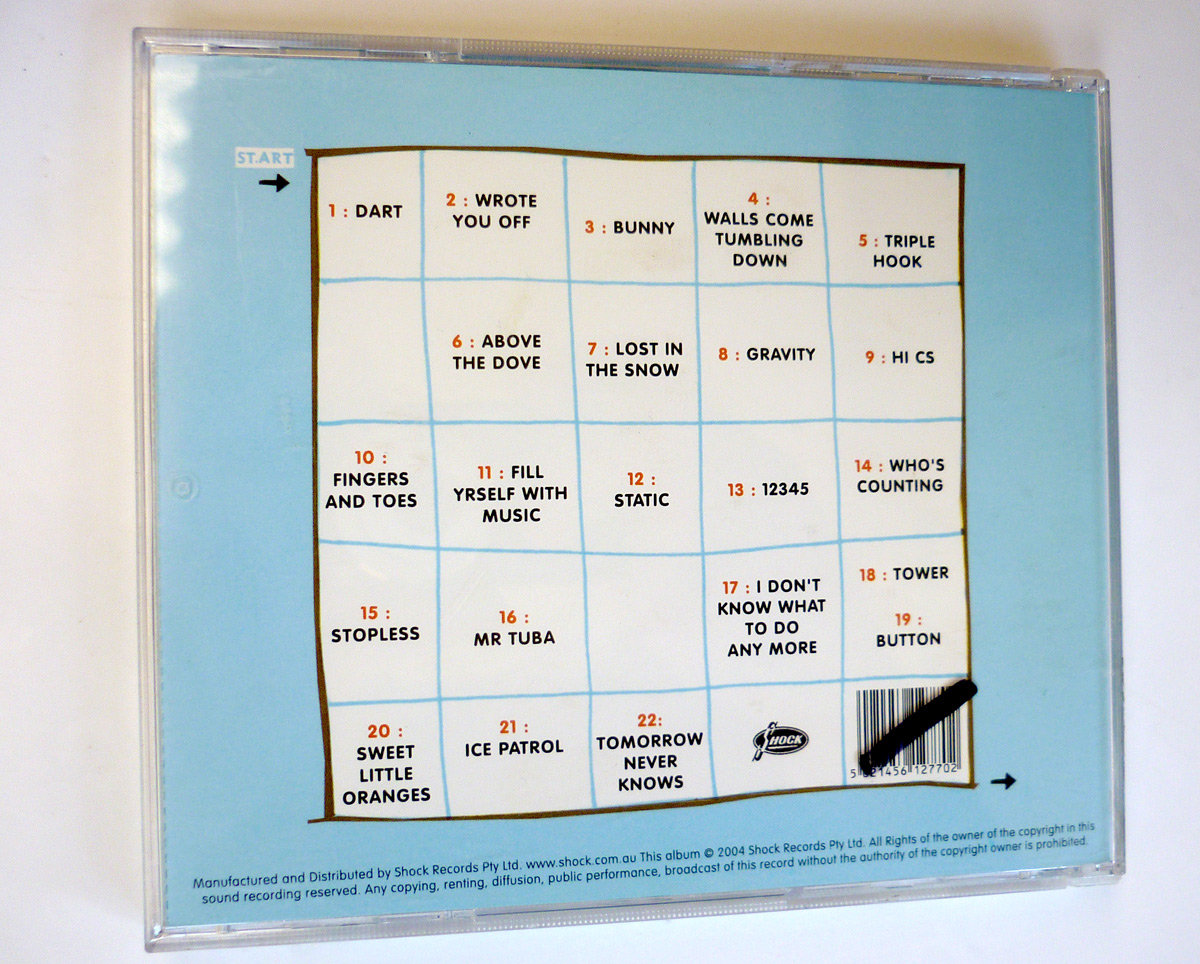 ST.ART
1 : DART
2 : WROTE
YOU OFF
3 : BUNNY
4 :
WALLS COME
TUMBLING
DOWN
5 : TRIPLE
HOOK
6 : ABOVE
THE DOVE
7 : LOST IN
THE SNOW
8 : GRAVITY
9 : HI CS
10 :
FINGERS
AND TOES
11 : FILL
YRSELF WITH
MUSIC
12 :
STATIC
13 : 12345
14 : WHO'S
COUNTING
15 :
STOPLESS
16 :
MR TUBA
17 : I DON'T
KNOW WHAT
TO DO
ANY MORE
18 : TOWER
19 :
BUTTON
20 :
SWEET
LITTLE
ORANGES
21 :
ICE PATROL
22:
TOMORROW
NEVER
KNOWS
SHOCK
127702
Manufactured and Distributed by Shock Records Pty Ltd. www.shock.com.au This album © 2004 Shock Records Pty Ltd. All Rights of the owner of the copyright in this
sound recording reserved. Any copying, renting, diffusion, public performance, broadcast of this record without the authority of the copyright owner is prohibited.